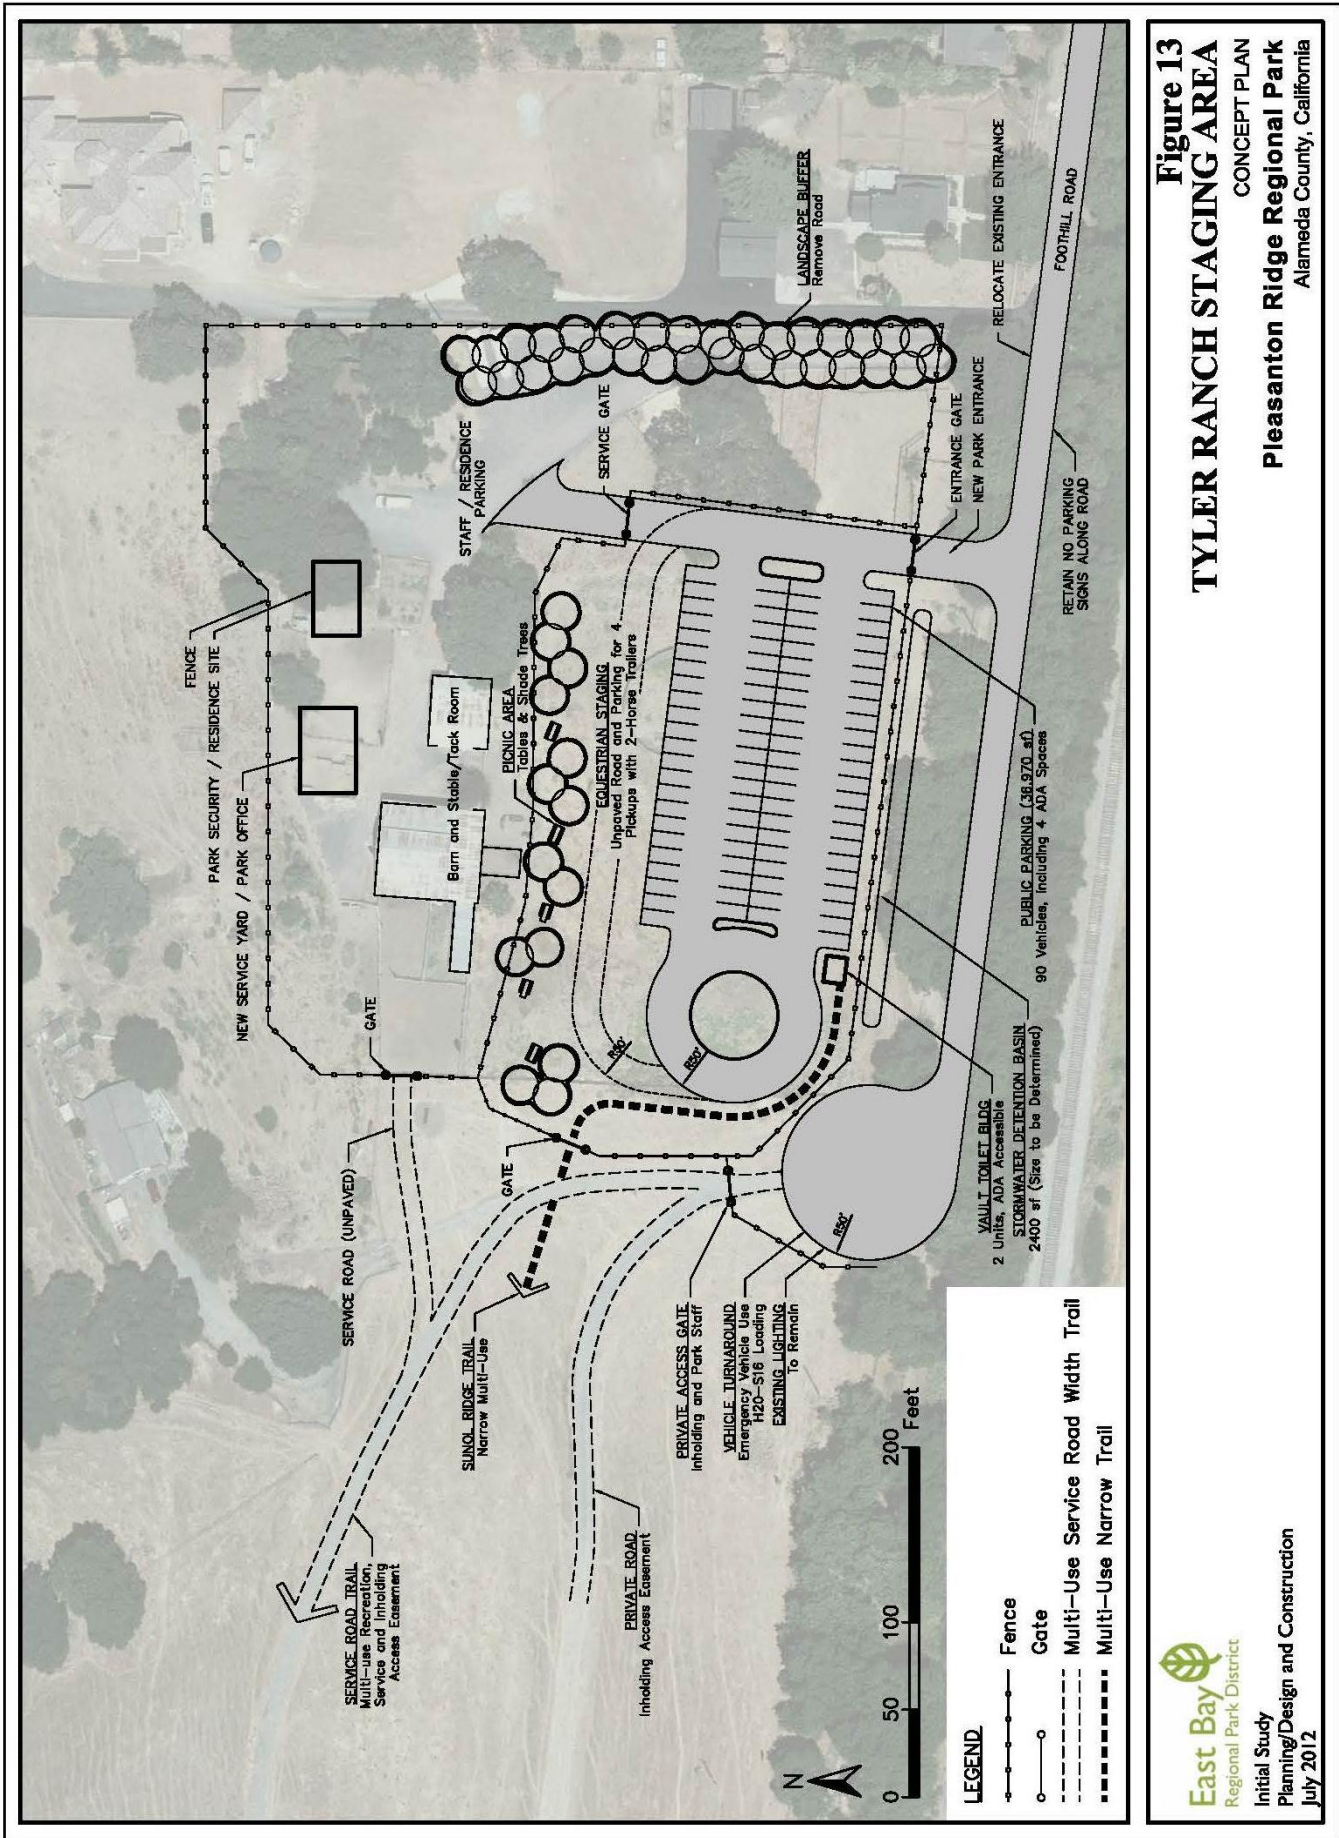 FENCE
PARK SECURITY / RESIDENCE SITE
NEW SERVICE YARD / PARK OFFICE
GATE
SERVICE ROAD (UNPAVED)
SERVICE ROAD TRAIL
Multi-use Recreation,
Service and Inholding
Access Easement
STAFF / RESIDENCE
PARKING
SERVICE GATE
Barn and Stable/Tack Room
PICNIC AREA
Tables & Shade Trees
EQUESTRIAN STAGING
Unpaved Road and Parking for 4
Pickups with 2-Horse Trailers
R50'
R50'
GATE
SUNOL RIDGE TRAIL
Narrow Multi-Use
PRIVATE ROAD
Inholding Access Easement
PRIVATE ACCESS GATE
Inholding and Park Staff
VEHICLE TURNAROUND
Emergency Vehicle Use
H20-S16 Loading
EXISTING LIGHTING
To Remain
R50'
LANDSCAPE BUFFER
Remove Road
ENTRANCE GATE
NEW PARK ENTRANCE
RELOCATE EXISTING ENTRANCE
FOOTHILL ROAD
RETAIN NO PARKING
SIGNS ALONG ROAD
PUBLIC PARKING (36,970 sf)
90 Vehicles, Including 4 ADA Spaces
VAULT TOILET BLDG
2 Units, ADA Accessible
STORMWATER DETENTION BASIN
2400 sf (Size to be Determined)
N
0 50 100 200
Feet
LEGEND
Fence
Gate
Multi-Use Service Road Width Trail
Multi-Use Narrow Trail
East Bay
Regional Park District
Initial Study
Planning/Design and Construction
July 2012
Figure 13
TYLER RANCH STAGING AREA
CONCEPT PLAN
Pleasanton Ridge Regional Park
Alameda County, California